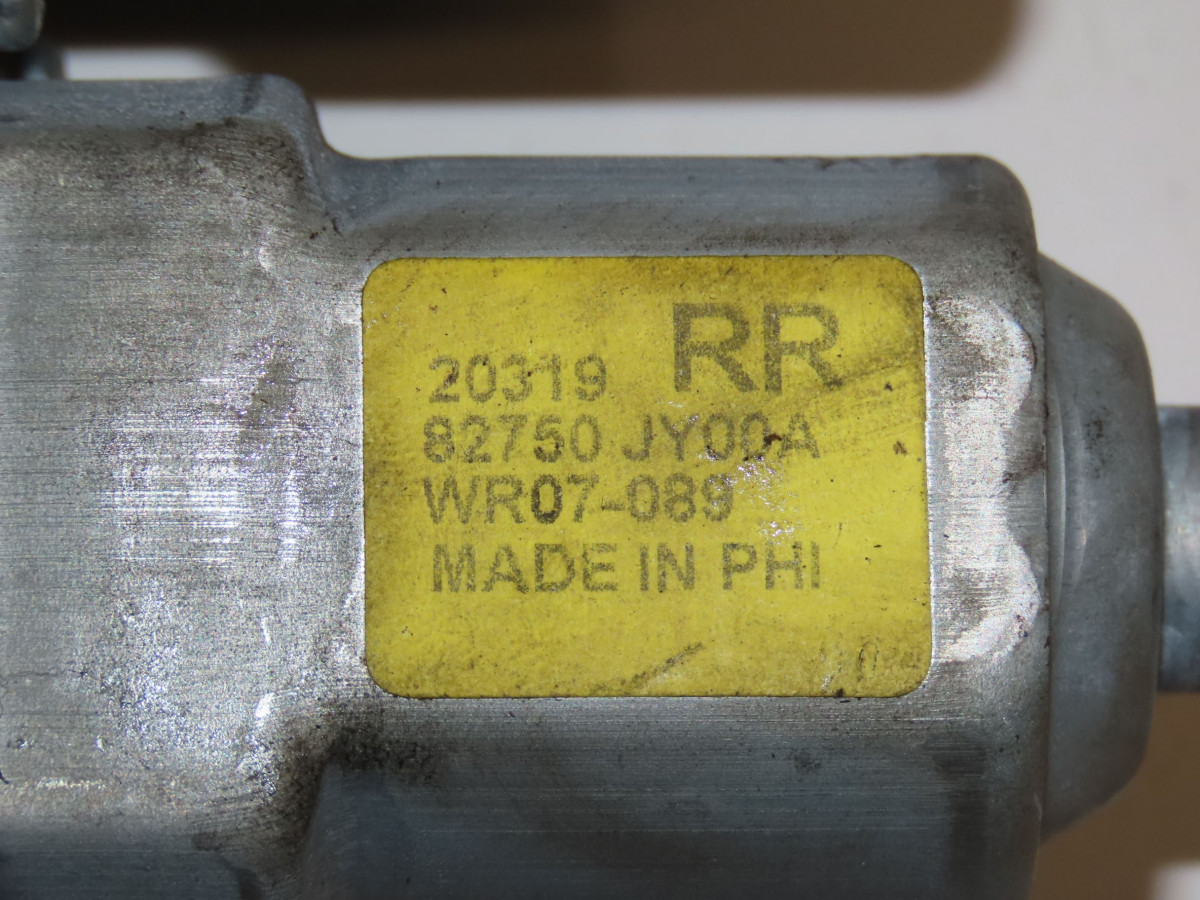 RR
20319
82750 JY00A
WR07-089
MADE IN PHI